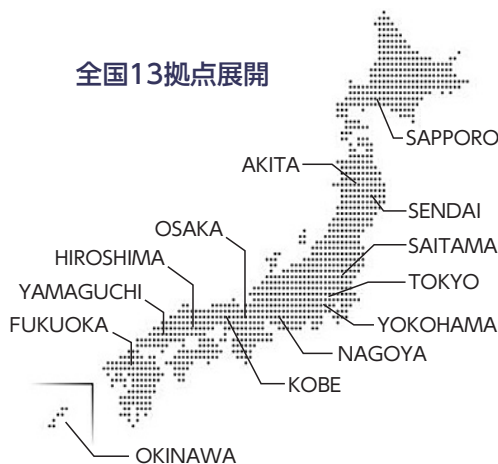 全国13拠点展開
SAPPORO
AKITA
SENDAI
OSAKA
SAITAMA
HIROSHIMA
TOKYO
YAMAGUCHI
YOKOHAMA
FUKUOKA
NAGOYA
KOBE
OKINAWA